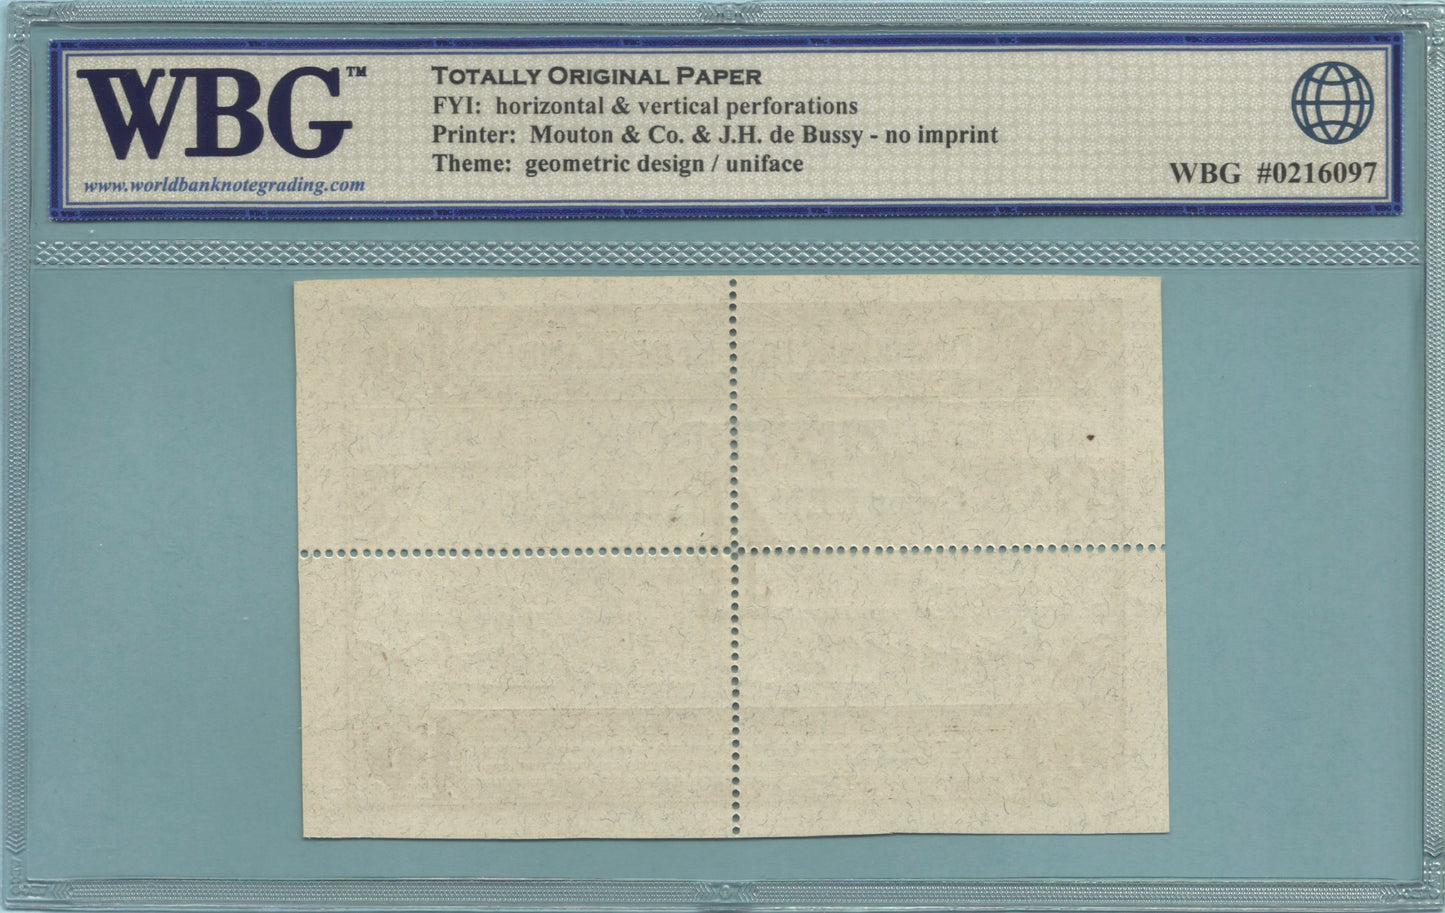 WBG™
www.worldbanknotegrading.com
TOTALLY ORIGINAL PAPER
FYI: horizontal & vertical perforations
Printer: Mouton & Co. & J.H. de Bussy - no imprint
Theme: geometric design / uniface
WBG #0216097